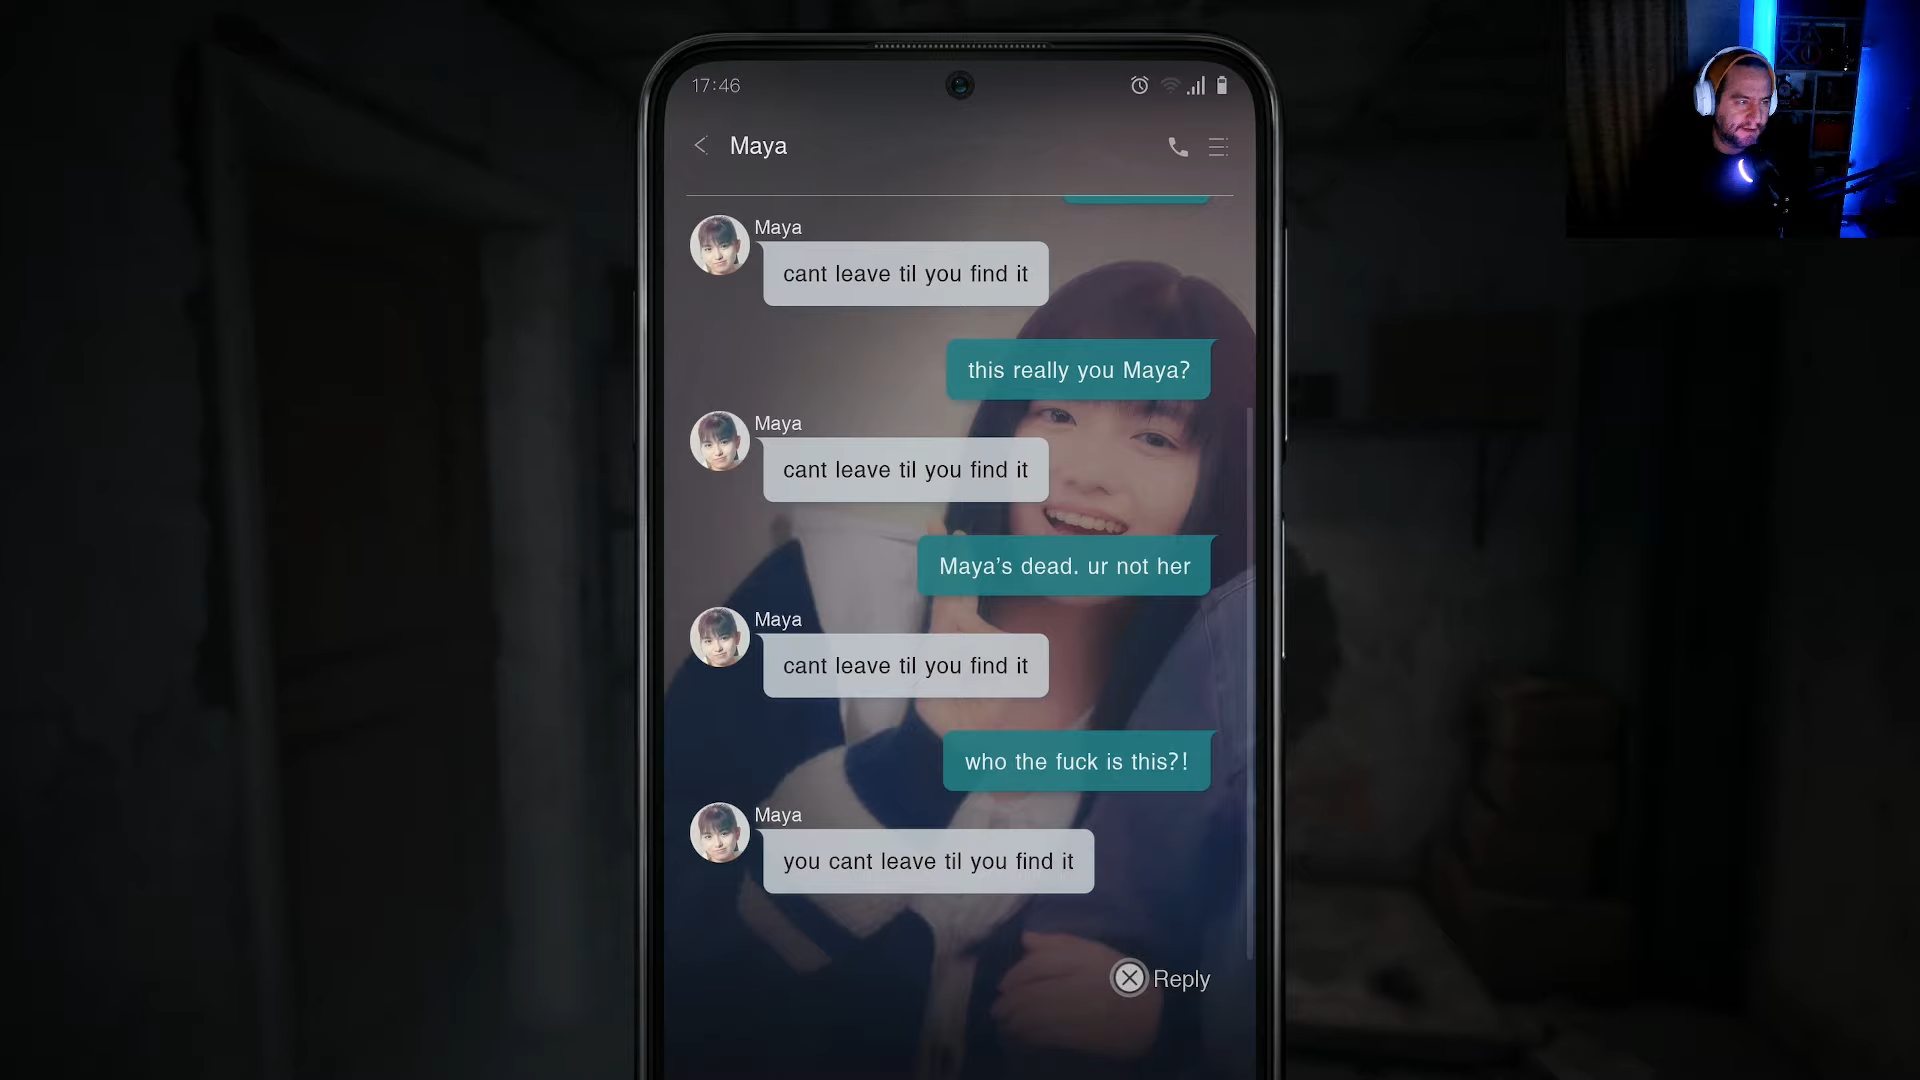 17:46
Maya
Maya
cant leave til you find it
this really you Maya?
Maya
cant leave til you find it
Maya’s dead. ur not her
Maya
cant leave til you find it
who the fuck is this?!
Maya
you cant leave til you find it
Reply